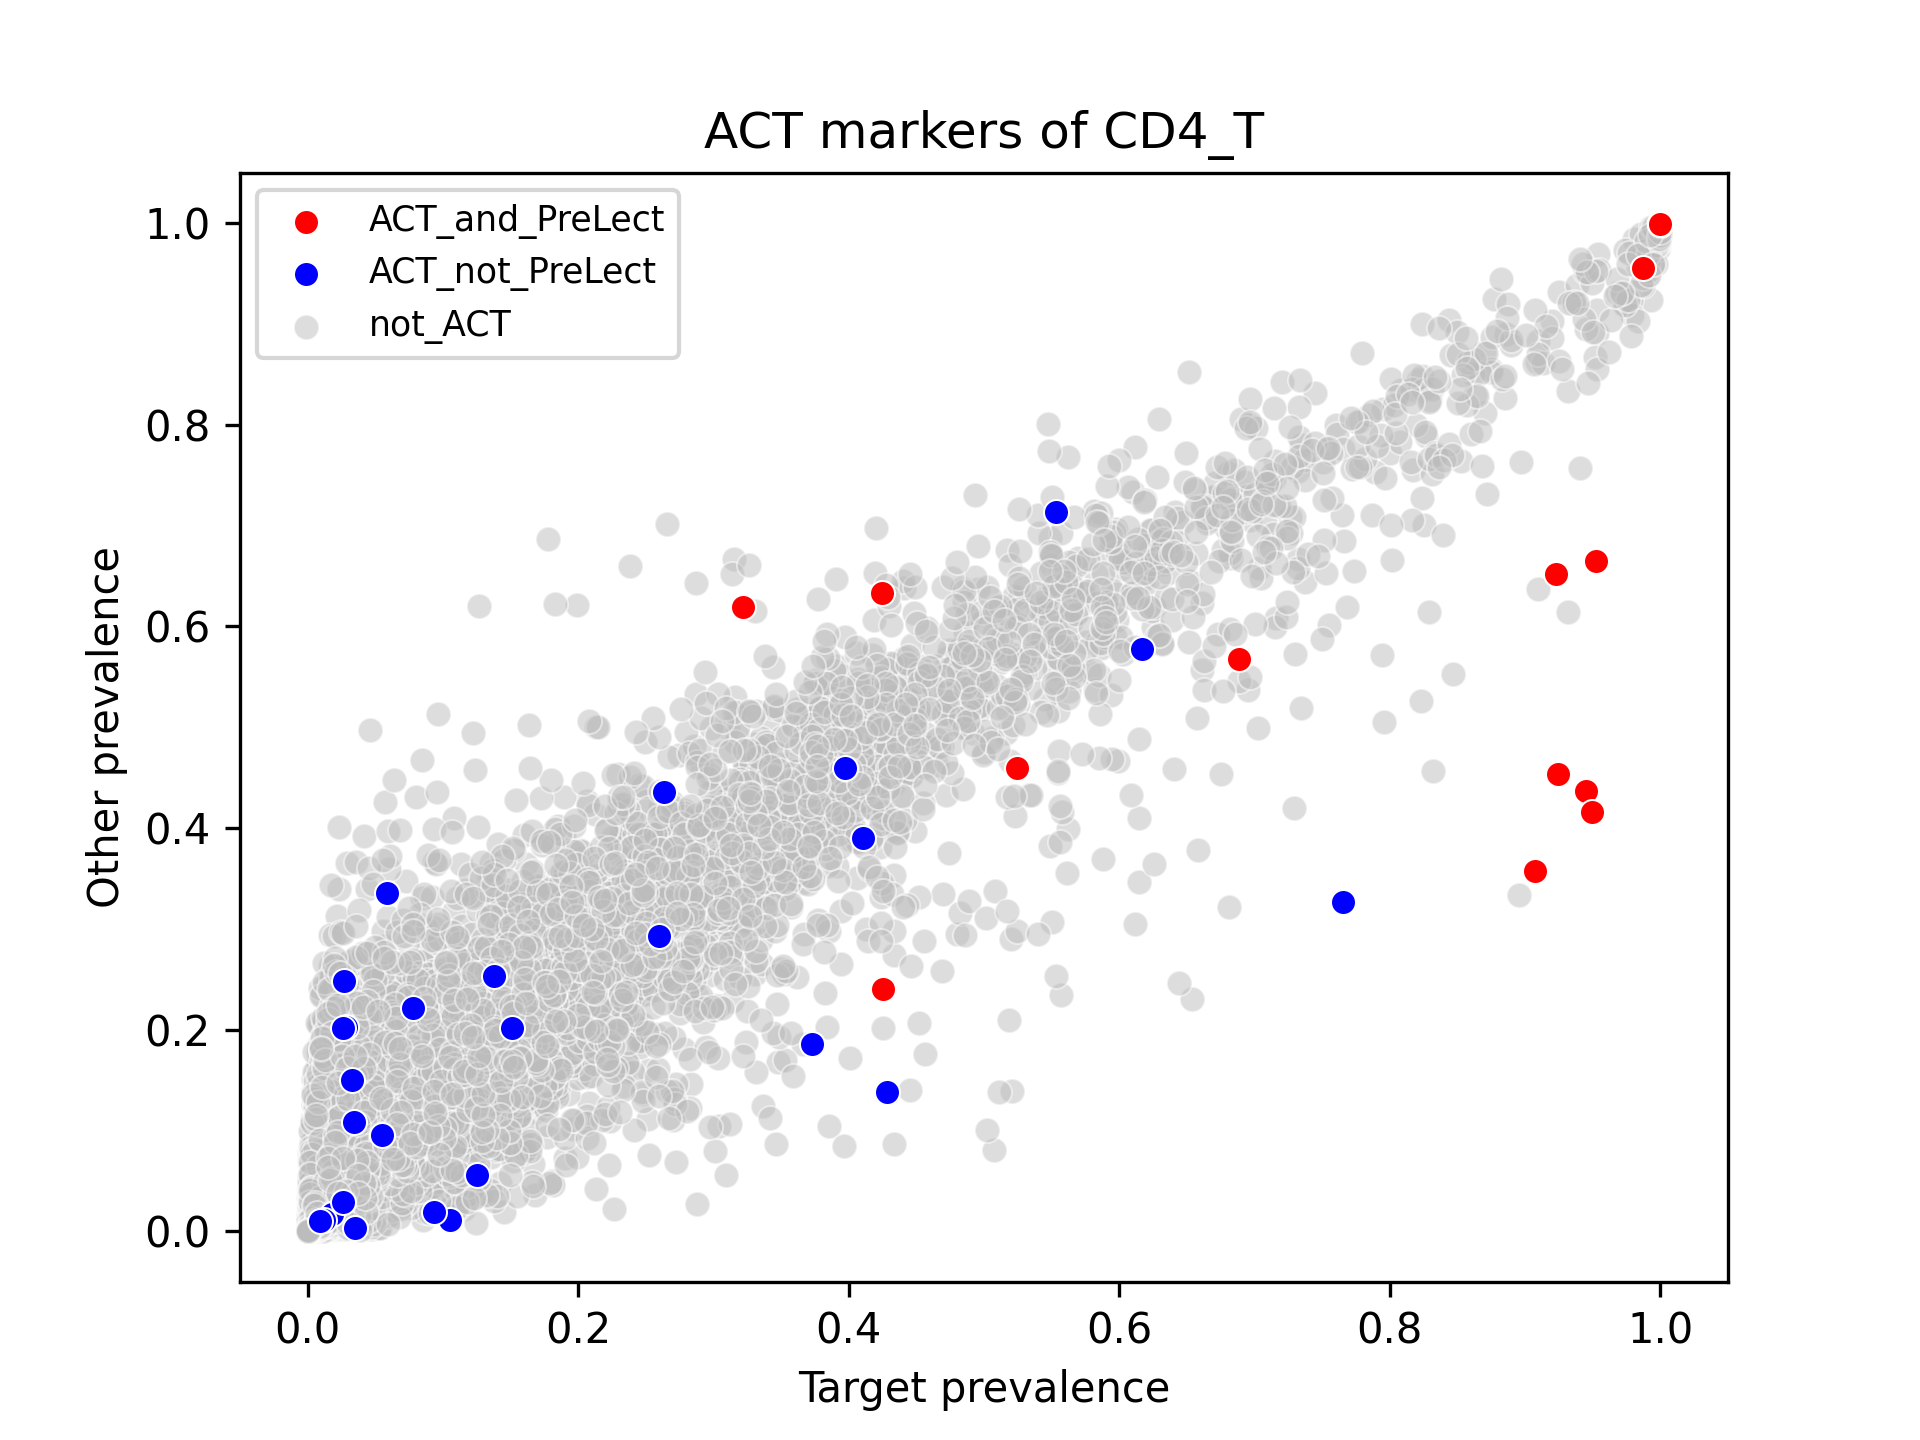 ACT markers of CD4_T
ACT_and_PreLect
ACT_not_PreLect
not_ACT
1.0
0.8
0.6
0.4
0.2
0.0
Other prevalence
0.0 0.2 0.4 0.6 0.8 1.0
Target prevalence